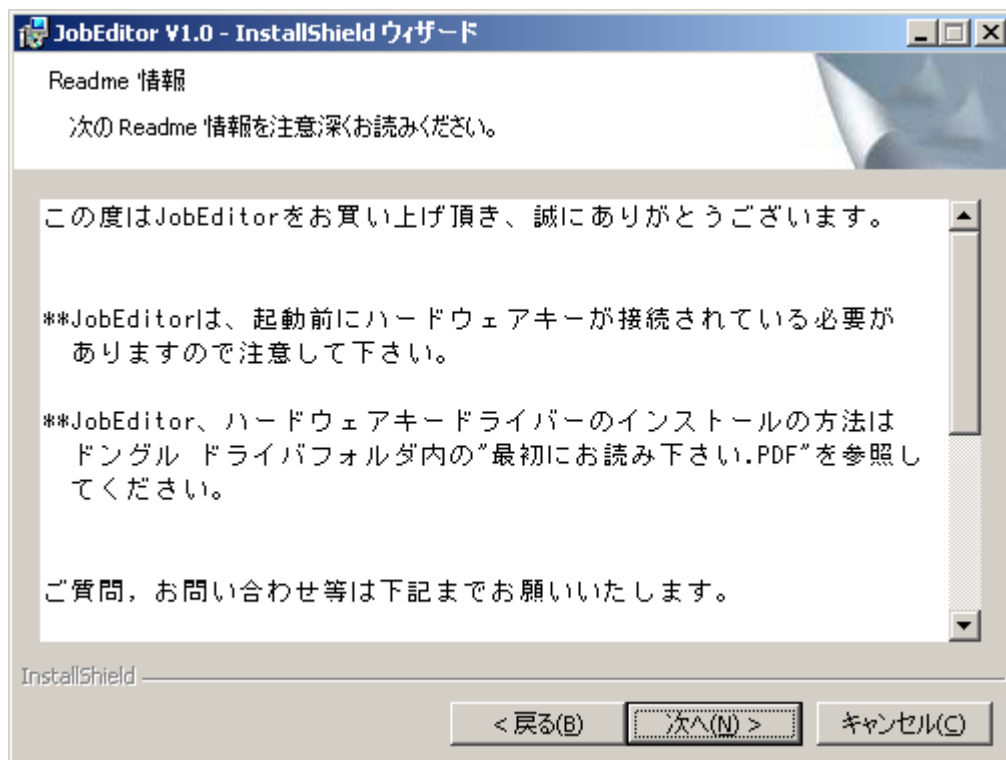 JobEditor V1.0 - InstallShield ウィザード
Readme 情報
次の Readme 情報を注意深くお読みください。
この度はJobEditorをお買い上げ頂き、誠にありがとうございます。
**JobEditorは、起動前にハードウェアキーが接続されている必要が
ありますので注意して下さい。
**JobEditor、ハードウェアキードライバーのインストールの方法は
ドングル ドライバフォルダ内の"最初にお読み下さい.PDF"を参照し
てください。
ご質問，お問い合わせ等は下記までお願いいたします。
InstallShield
< 戻る(B)
次へ(N) >
キャンセル(C)